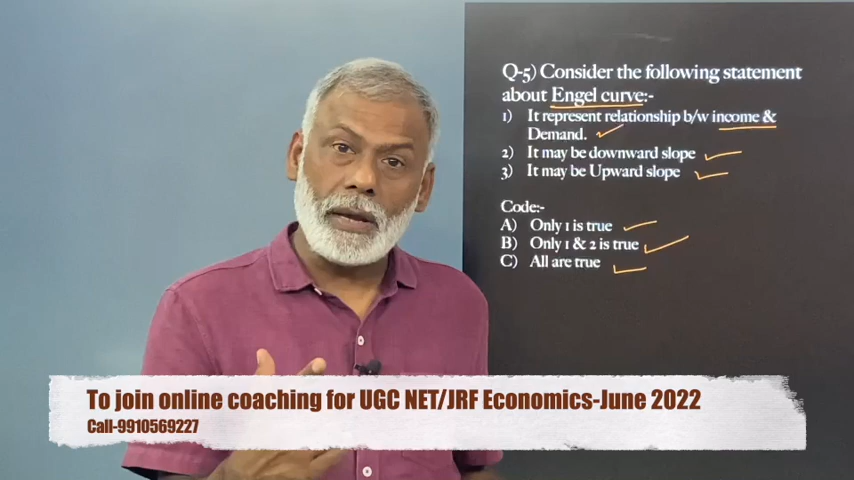 Q-5) Consider the following statement
about Engel curve:-
1) It represent relationship b/w income &
Demand.
2) It may be downward slope
3) It may be Upward slope
Code:-
A) Only 1 is true
B) Only 1 & 2 is true
C) All are true
To join online coaching for UGC NET/JRF Economics-June 2022
Call-9910569227